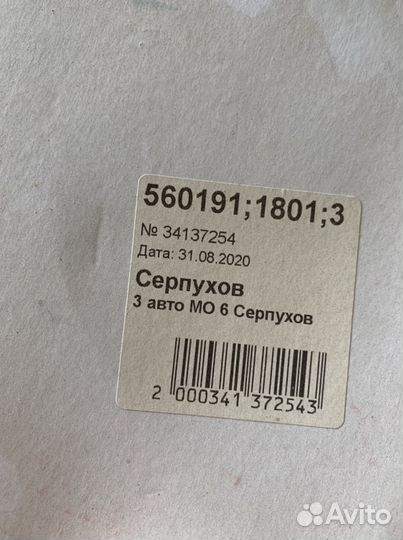 560191;1801;3
№ 34137254
Дата: 31.08.2020
Серпухов
3 авто МО 6 Серпухов
2 000341 372543
Avito